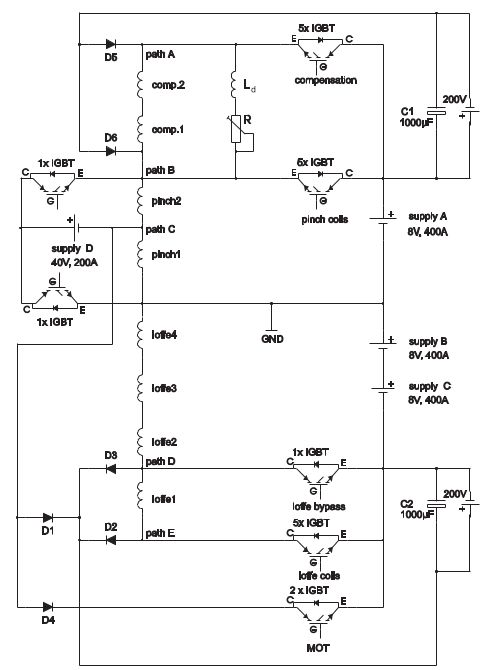 5x IGBT
E
C
G
compensation
D5
path A
comp.2
L d
C1
1000µF
200V
+
R
comp.1
D6
path B
1x IGBT
C
E
G
5x IGBT
E
C
G
pinch coils
pinch2
+
path C
supply D
40V, 200A
+
supply A
8V, 400A
pinch1
G
C
E
1x IGBT
GND
Ioffe4
+
supply B
8V, 400A
Ioffe3
+
supply C
8V, 400A
Ioffe2
D3
path D
1x IGBT
C
E
G
Ioffe bypass
Ioffe1
C2
1000µF
200V
+
D1
D2
path E
5x IGBT
C
E
G
Ioffe coils
2 x IGBT
C
E
G
MOT
D4